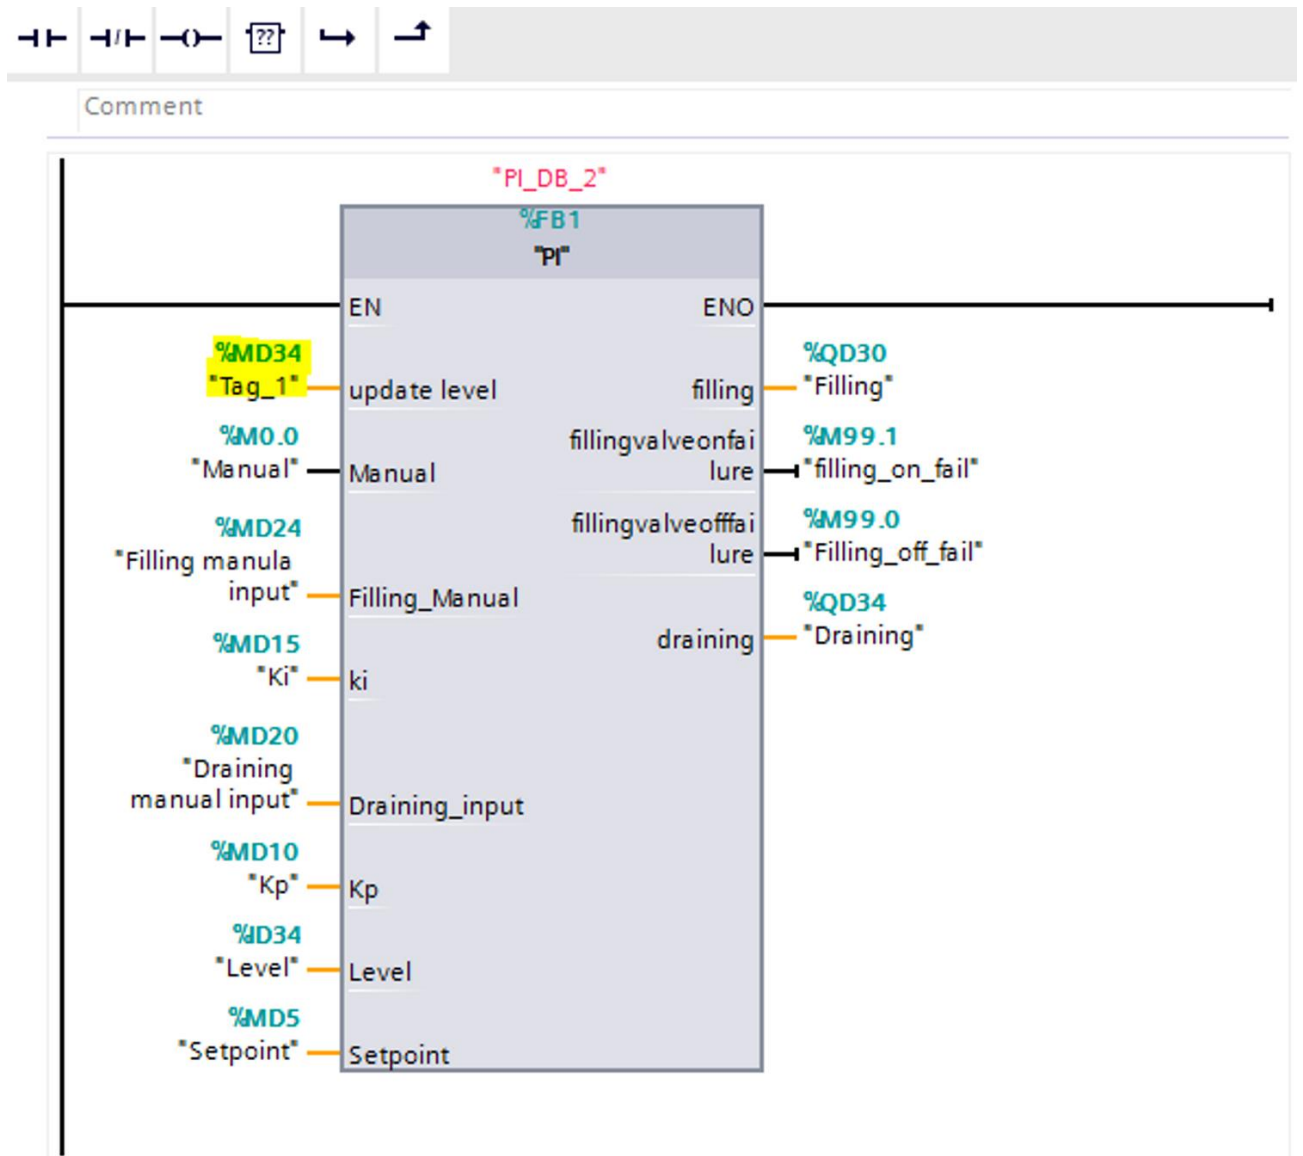 ??
Comment
"PI_DB_2"
%FB1
"PI"
EN
ENO
%MD34
"Tag_1"
update level
filling
%QD30
"Filling"
%M0.0
"Manual"
Manual
fillingvalveonfai
lure
%M99.1
"filling_on_fail"
%MD24
"Filling manula
input"
Filling_Manual
fillingvalveofffai
lure
%M99.0
"Filling_off_fail"
%MD15
"Ki"
ki
draining
%QD34
"Draining"
%MD20
"Draining
manual input"
Draining_input
%MD10
"Kp"
Kp
%ID34
"Level"
Level
%MD5
"Setpoint"
Setpoint